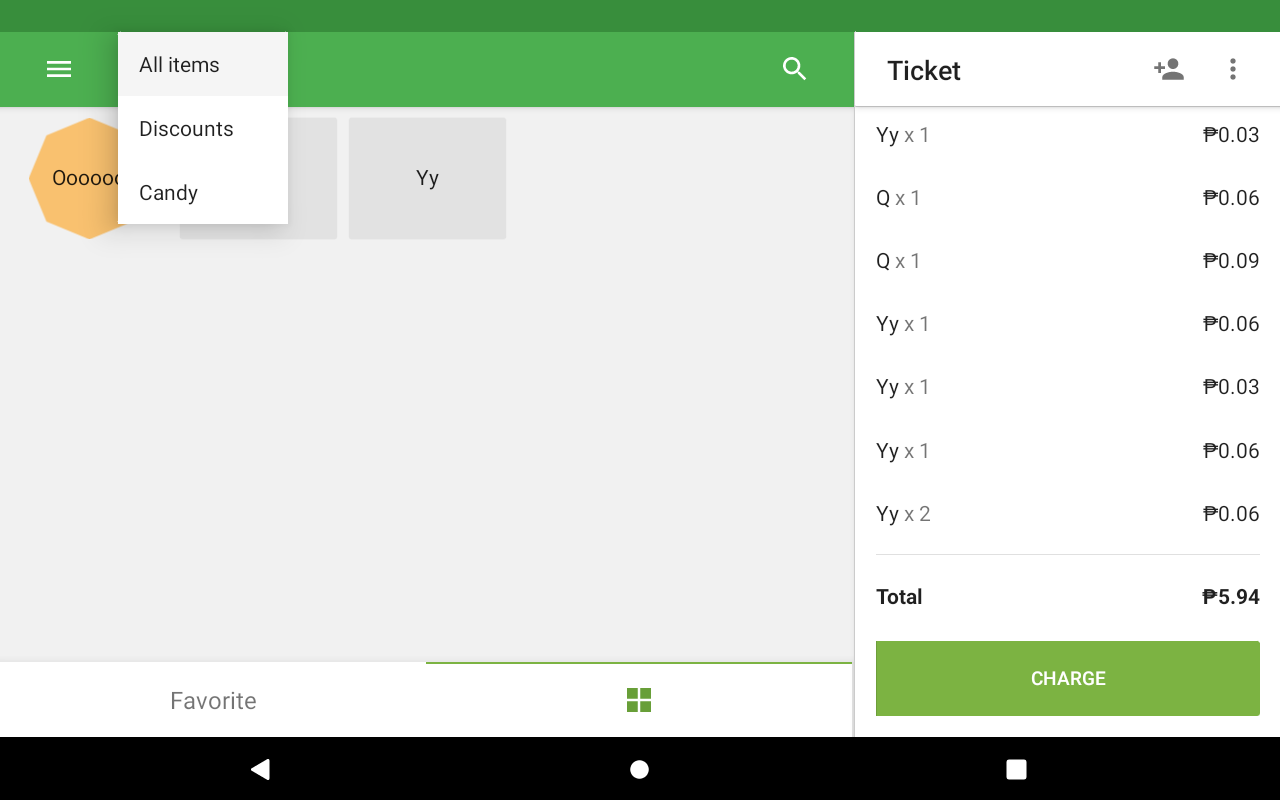 All items
Discounts
Candy
Yy
Favorite
Ticket
Yy x 1 ₱0.03
Q x 1 ₱0.06
Q x 1 ₱0.09
Yy x 1 ₱0.06
Yy x 1 ₱0.03
Yy x 1 ₱0.06
Yy x 2 ₱0.06
Total ₱5.94
CHARGE